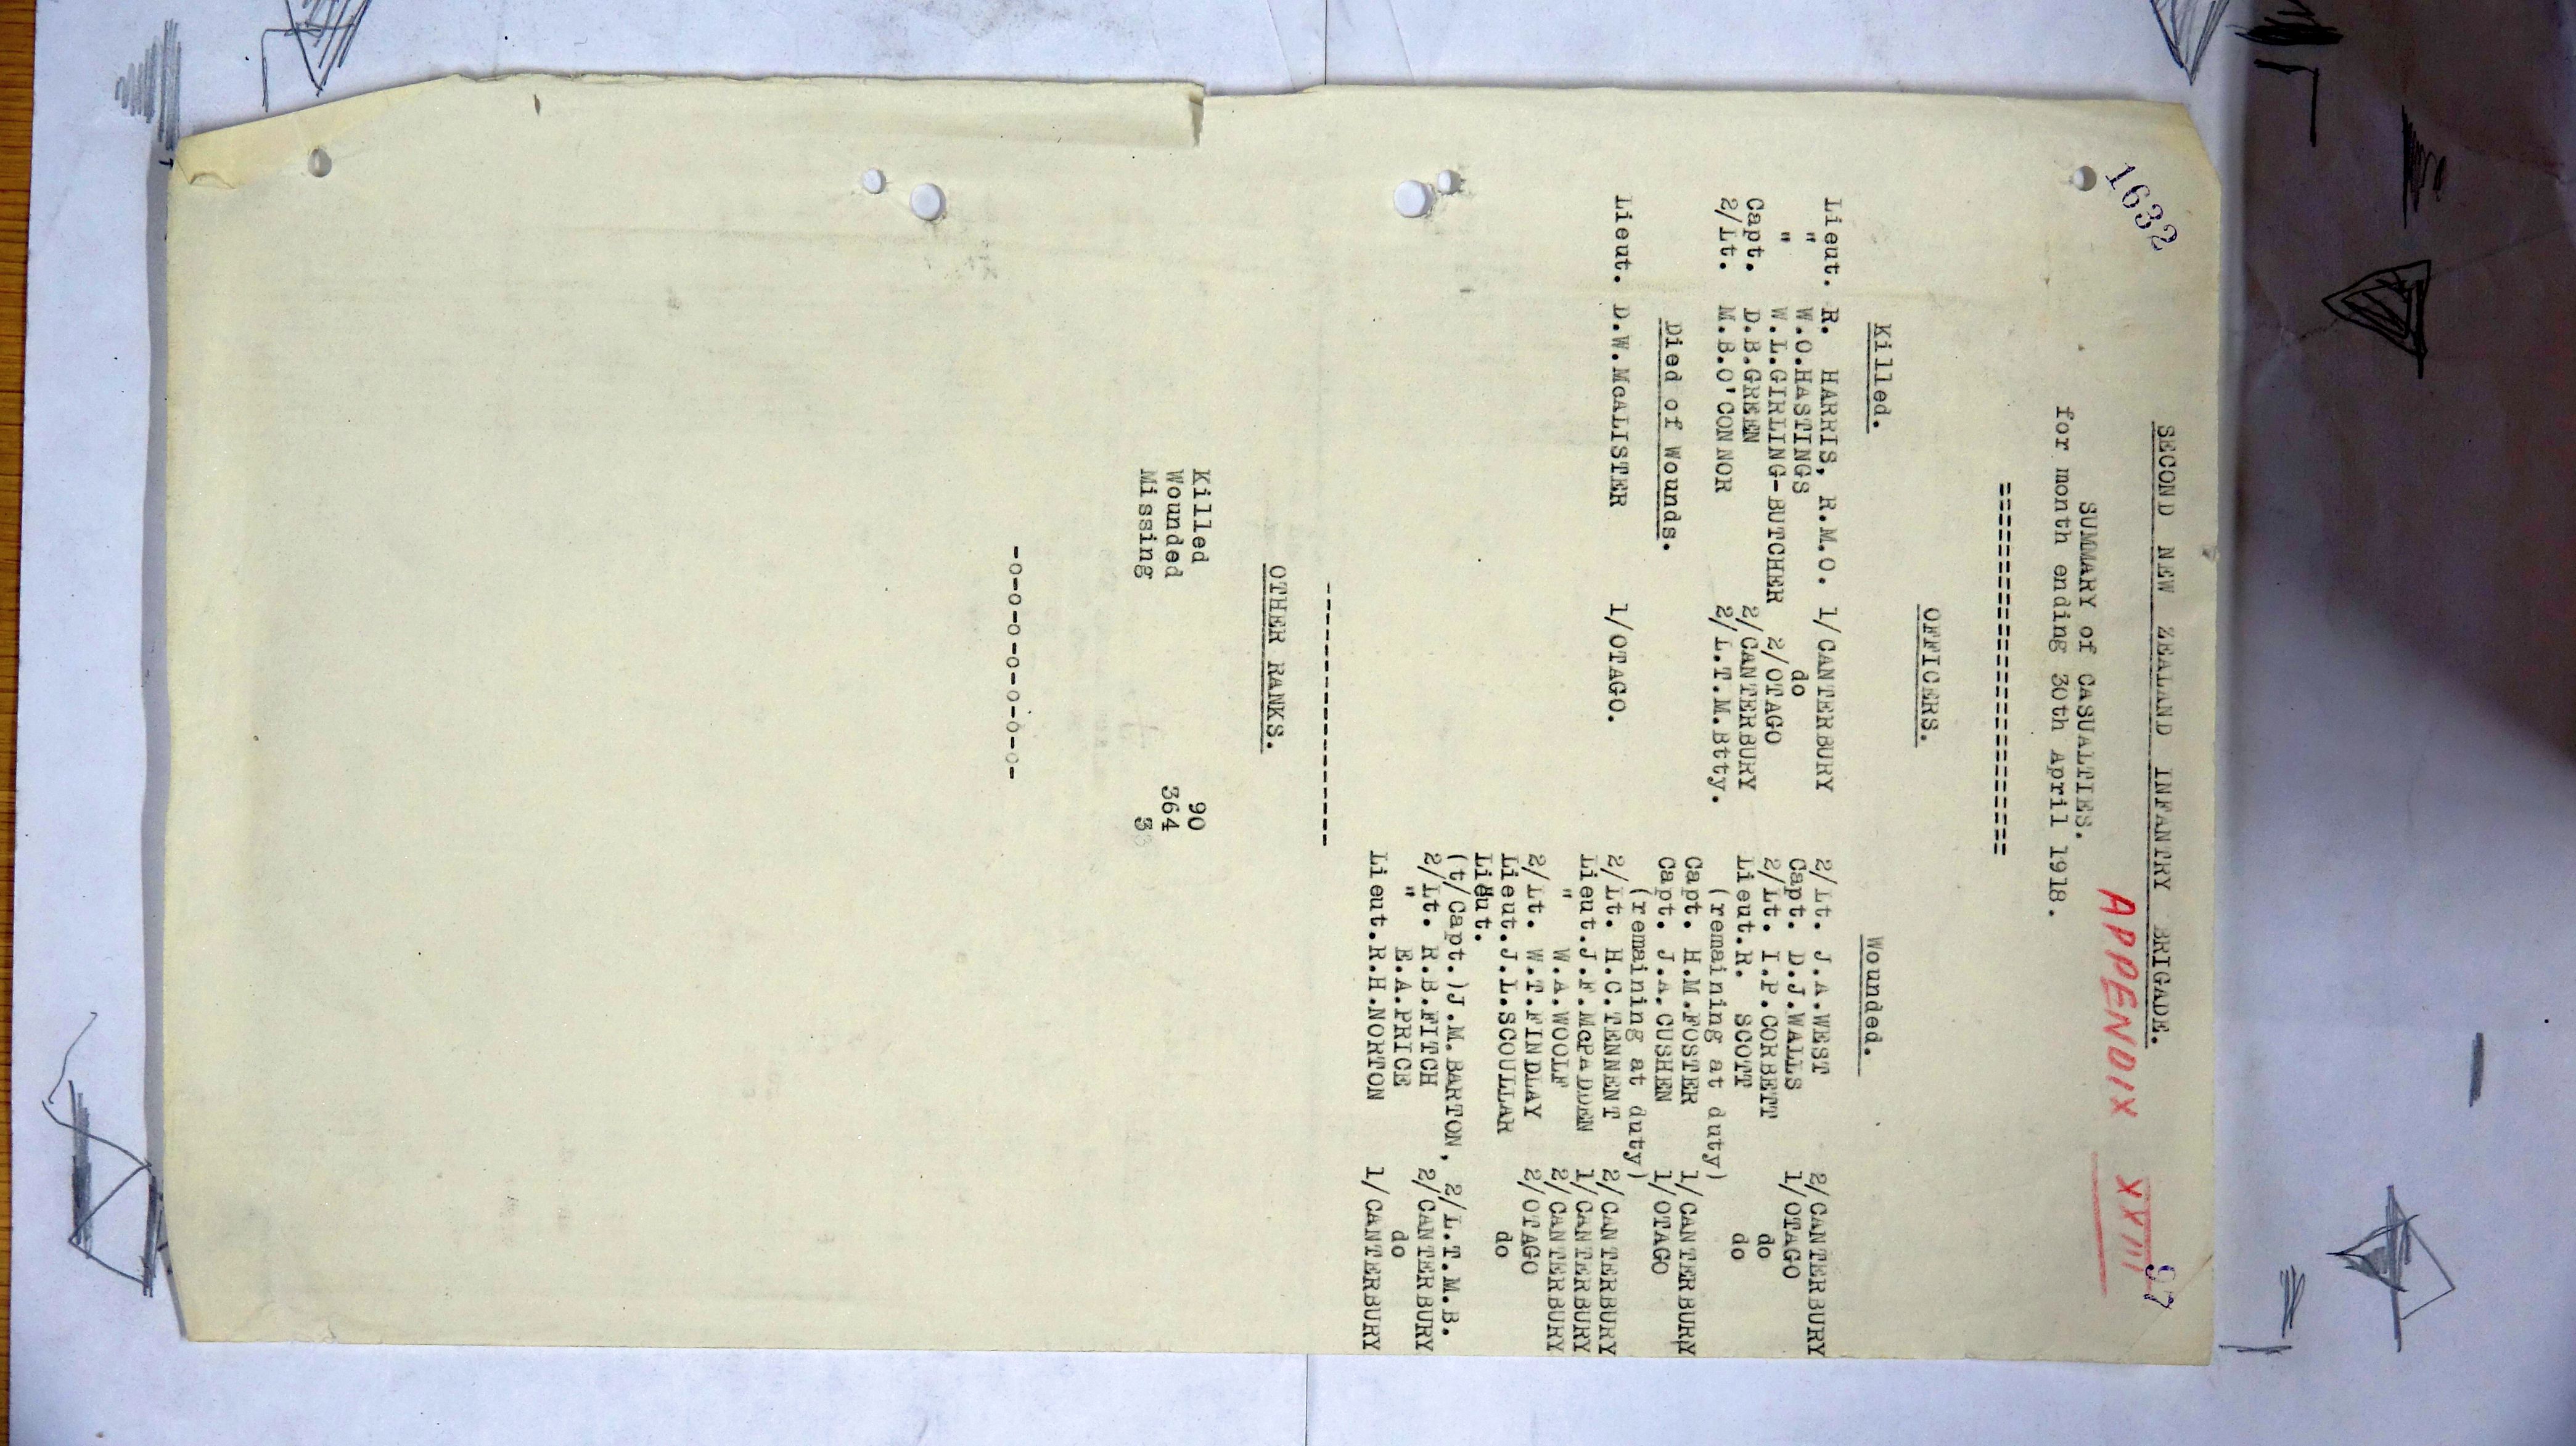 1632
97
SECOND NEW ZEALAND INFANTRY BRIGADE.
APPENDIX XVIII
SUMMARY of CASUALTIES.
for month ending 30th April 1918.
==============================
OFFICERS.
Killed.
Lieut. R. HARRIS, R.M.O. 1/CANTERBURY
" W.O.HASTINGS do
" W.L.GIRLING-BUTCHER 2/OTAGO
Capt. D.B.GREEN 2/CANTERBURY
2/Lt. M.B.O'CONNOR 2/L.T.M.Btty.
Died of Wounds.
Lieut. D.W.McALISTER 1/OTAGO.
Wounded.
2/Lt. J.A.WEST 2/CANTERBURY
Capt. D.J.WALLS 1/OTAGO
2/Lt. I.P.CORBETT do
Lieut.R. SCOTT do
(remaining at duty)
Capt. H.M.FOSTER 1/CANTERBURY
Capt. J.A.CUSHEN 1/OTAGO
(remaining at duty)
2/Lt. H.C.TENNENT 2/CANTERBURY
Lieut.J.F.McPADDEN 1/CANTERBURY
" W.A.WOOLF 2/CANTERBURY
2/Lt. W.T.FINDLAY 2/OTAGO
Lieut.J.L.SCOULLAR do
Lieut.
(t/Capt.)J.M.BARTON, 2/L.T.M.B.
2/Lt. R.B.FITCH 2/CANTERBURY
" E.A.PRICE do
Lieut.R.H.NORTON 1/CANTERBURY
-----------------------
OTHER RANKS.
Killed 90
Wounded 364
Missing 3
-o-o-o-o-o-o-o-o-o-